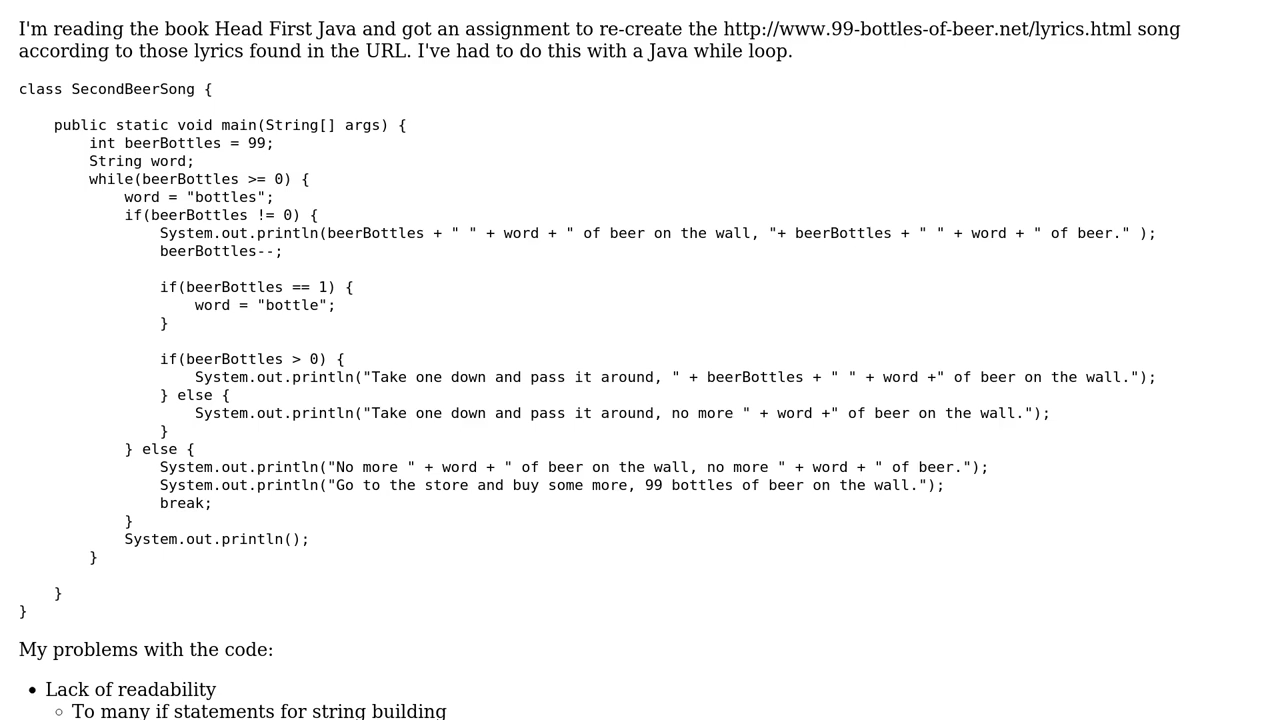 I'm reading the book Head First Java and got an assignment to re-create the http://www.99-bottles-of-beer.net/lyrics.html song
according to those lyrics found in the URL. I've had to do this with a Java while loop.
class SecondBeerSong {
    public static void main(String[] args) {
        int beerBottles = 99;
        String word;
        while(beerBottles >= 0) {
            word = "bottles";
            if(beerBottles != 0) {
                System.out.println(beerBottles + " " + word + " of beer on the wall, "+ beerBottles + " " + word + " of beer." );
                beerBottles--;
                if(beerBottles == 1) {
                    word = "bottle";
                }
                if(beerBottles > 0) {
                    System.out.println("Take one down and pass it around, " + beerBottles + " " + word +" of beer on the wall.");
                } else {
                    System.out.println("Take one down and pass it around, no more " + word +" of beer on the wall.");
                }
            } else {
                System.out.println("No more " + word + " of beer on the wall, no more " + word + " of beer.");
                System.out.println("Go to the store and buy some more, 99 bottles of beer on the wall.");
                break;
            }
            System.out.println();
        }
    }
}
My problems with the code:
• Lack of readability
◦ To many if statements for string building